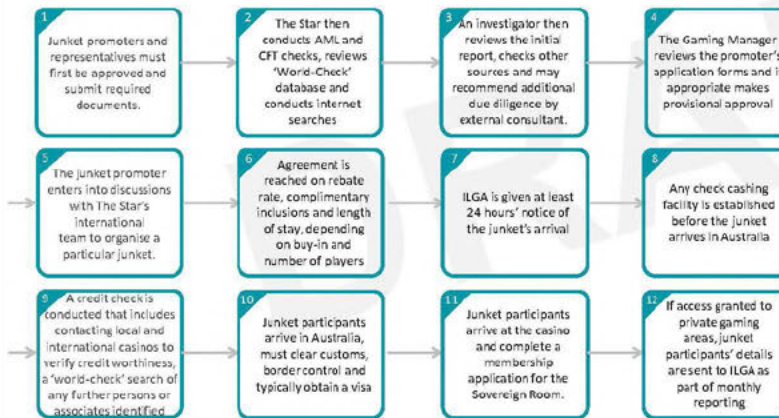 1
Junket promoters and
representatives must
first be approved and
submit required
documents.
2
The Star then
conducts AML and
CFT checks, reviews
'World-Check'
database and
conducts internet
searches
3
An investigator then
reviews the initial
report, checks other
sources and may
recommend additional
due diligence by
external consultant.
4
The Gaming Manager
reviews the promoter's
application forms and i
appropriate makes
provisional approval
5
The junket promoter
enters into discussions
with The Star's
international
team to organise a
particular junket.
6
Agreement is
reached on rebate
rate, complimentary
inclusions and length
of stay, depending
on buy-in and
number of players
7
ILGA is given at least
24 hours' notice of
the junket's arrival
8
Any check cashing
facility is established
before the junket
arrives in Australia
9
A credit check is
conducted that includes
contacting local and
international casinos to
verify credit worthiness,
a 'world-check' search of
any further persons or
associates identified
10
Junket participants
arrive in Australia,
must clear customs,
border control and
typically obtain a visa
11
Junket participants
arrive at the casino
and complete a
membership
application for the
Sovereign Room.
12
If access granted to
private gaming
areas, junket
participants' details
are sent to ILGA as
part of monthly
reporting
DRA